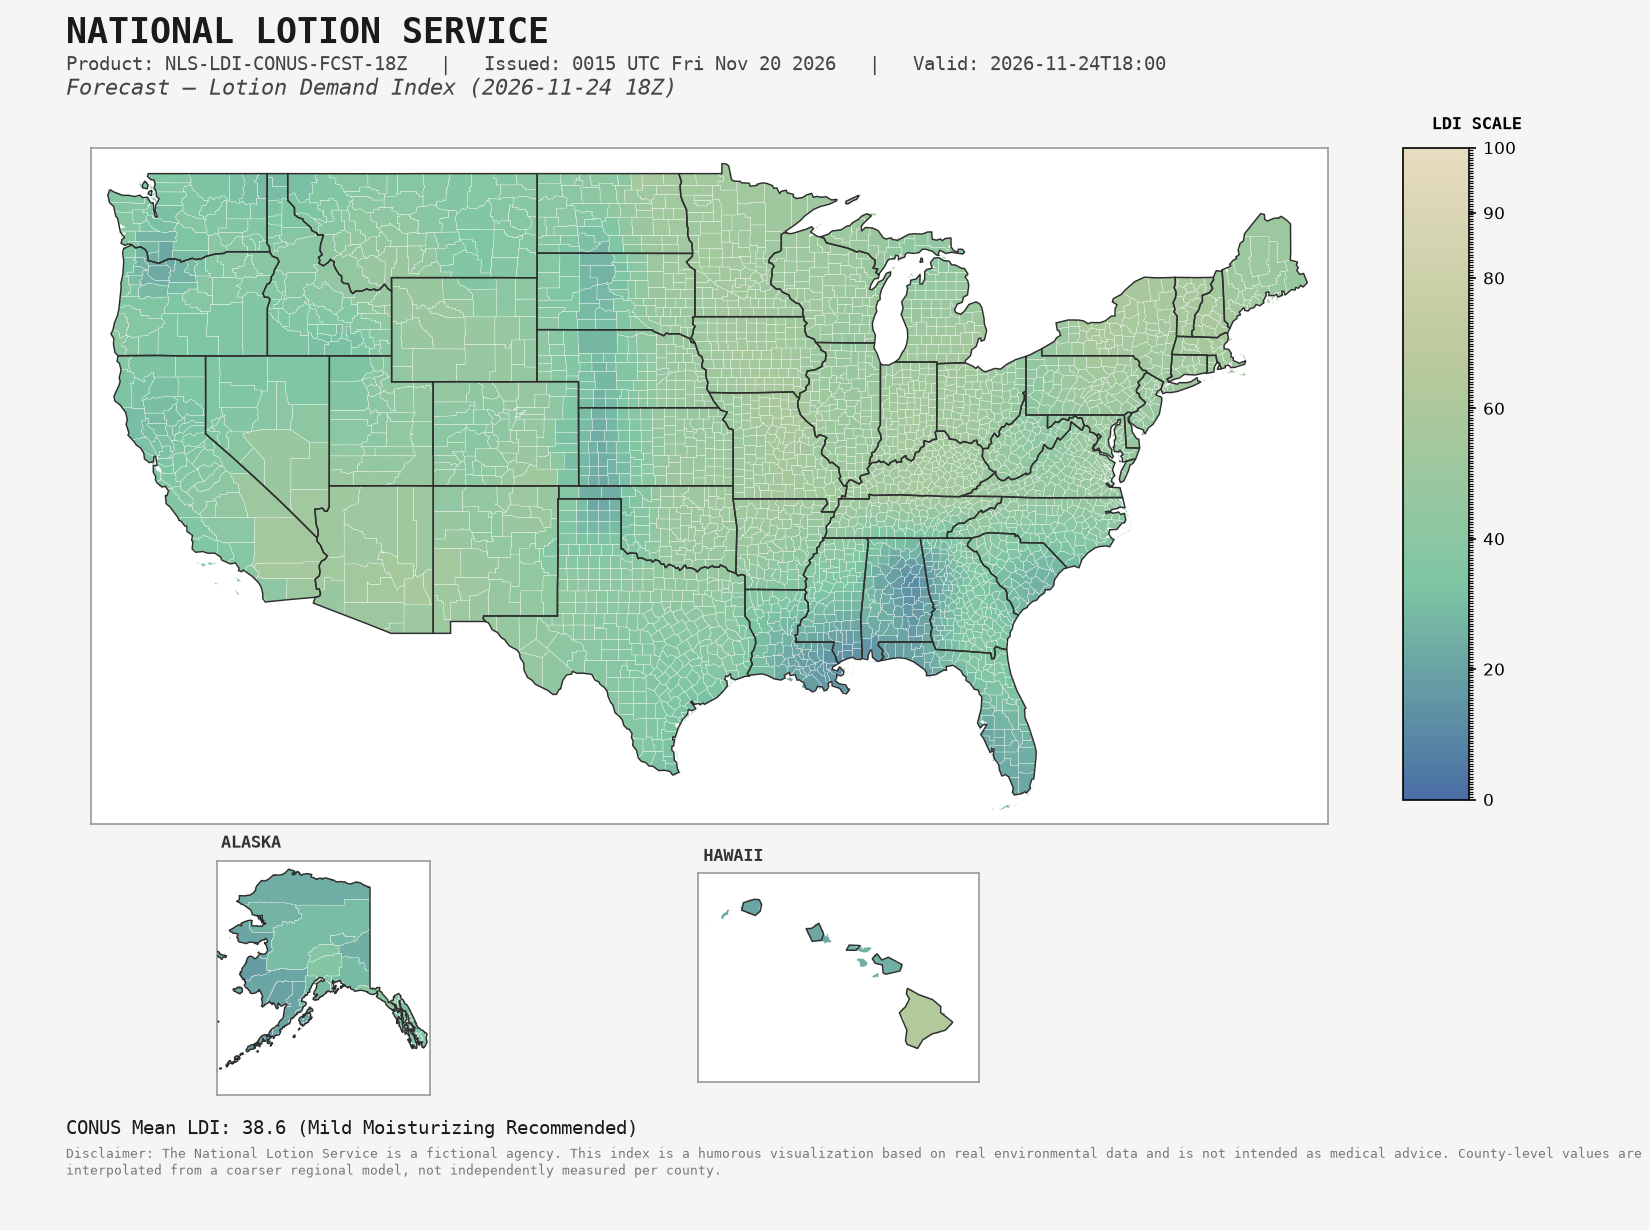 NATIONAL LOTION SERVICE
Product: NLS-LDI-CONUS-FCST-18Z | Issued: 0015 UTC Fri Nov 20 2026 | Valid: 2026-11-24T18:00
Forecast — Lotion Demand Index (2026-11-24 18Z)
LDI SCALE
100
90
80
60
40
20
0
ALASKA
HAWAII
CONUS Mean LDI: 38.6 (Mild Moisturizing Recommended)
Disclaimer: The National Lotion Service is a fictional agency. This index is a humorous visualization based on real environmental data and is not intended as medical advice. County-level values are
interpolated from a coarser regional model, not independently measured per county.